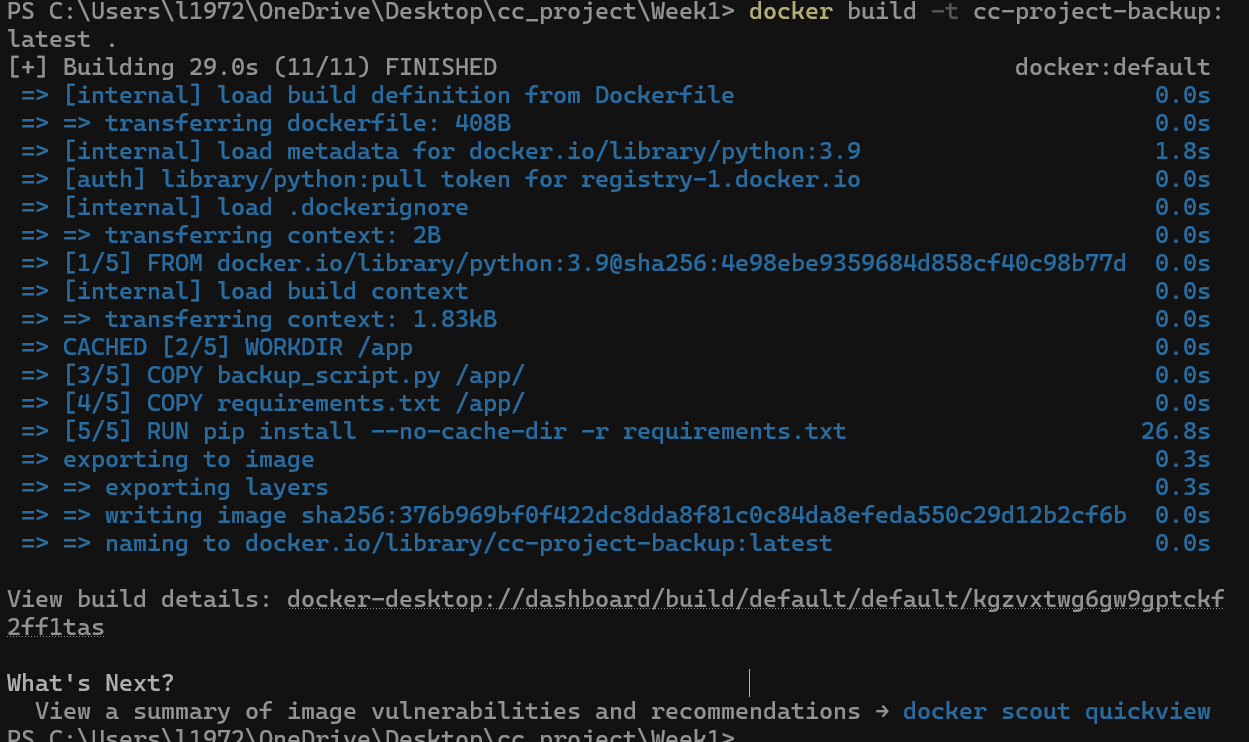 PS C:\Users\l1972\OneDrive\Desktop\cc_project\Week1> docker build -t cc-project-backup:
latest .
[+] Building 29.0s (11/11) FINISHED docker:default
=> [internal] load build definition from Dockerfile 0.0s
=> => transferring dockerfile: 408B 0.0s
=> [internal] load metadata for docker.io/library/python:3.9 1.8s
=> [auth] library/python:pull token for registry-1.docker.io 0.0s
=> [internal] load .dockerignore 0.0s
=> => transferring context: 2B 0.0s
=> [1/5] FROM docker.io/library/python:3.9@sha256:4e98ebe9359684d858cf40c98b77d 0.0s
=> [internal] load build context 0.0s
=> => transferring context: 1.83kB 0.0s
=> CACHED [2/5] WORKDIR /app 0.0s
=> [3/5] COPY backup_script.py /app/ 0.0s
=> [4/5] COPY requirements.txt /app/ 0.0s
=> [5/5] RUN pip install --no-cache-dir -r requirements.txt 26.8s
=> exporting to image 0.3s
=> => exporting layers 0.3s
=> => writing image sha256:376b969bf0f422dc8dda8f81c0c84da8efeda550c29d12b2cf6b 0.0s
=> => naming to docker.io/library/cc-project-backup:latest 0.0s
View build details: docker-desktop://dashboard/build/default/default/kgzvxtwg6gw9gptckf
2ff1tas
What's Next?
View a summary of image vulnerabilities and recommendations → docker scout quickview
PS C:\Users\l1972\OneDrive\Desktop\cc_project\Week1>